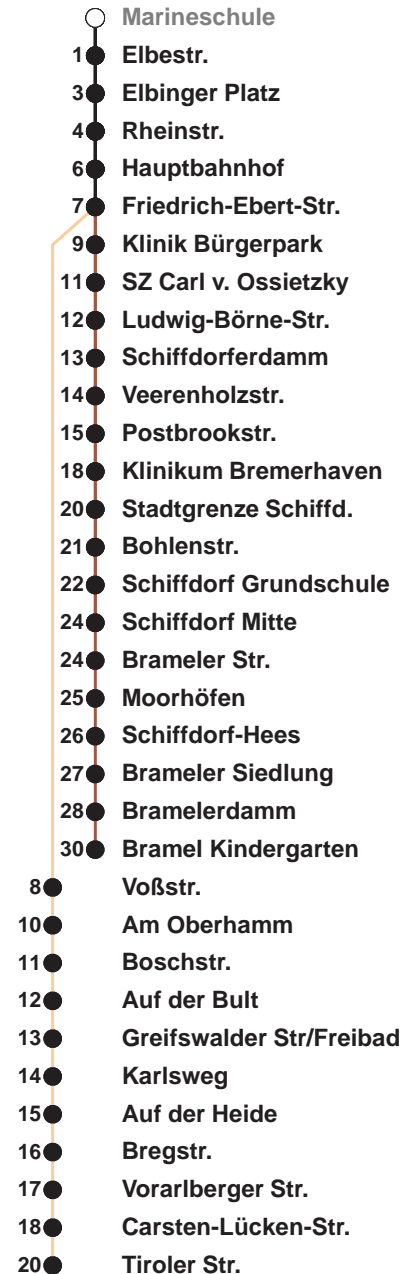 Marineschule
1 Elbestr.
3 Elbinger Platz
4 Rheinstr.
6 Hauptbahnhof
7 Friedrich-Ebert-Str.
9 Klinik Bürgerpark
11 SZ Carl v. Ossietzky
12 Ludwig-Börne-Str.
13 Schiffdorferdamm
14 Veerenholzstr.
15 Postbrookstr.
18 Klinikum Bremerhaven
20 Stadtgrenze Schiffd.
21 Bohlenstr.
22 Schiffdorf Grundschule
24 Schiffdorf Mitte
24 Brameler Str.
25 Moorhöfen
26 Schiffdorf-Hees
27 Brameler Siedlung
28 Bramelerdamm
30 Bramel Kindergarten
8 Voßstr.
10 Am Oberhamm
11 Boschstr.
12 Auf der Bult
13 Greifswalder Str/Freibad
14 Karlsweg
15 Auf der Heide
16 Bregstr.
17 Vorarlberger Str.
18 Carsten-Lücken-Str.
20 Tiroler Str.